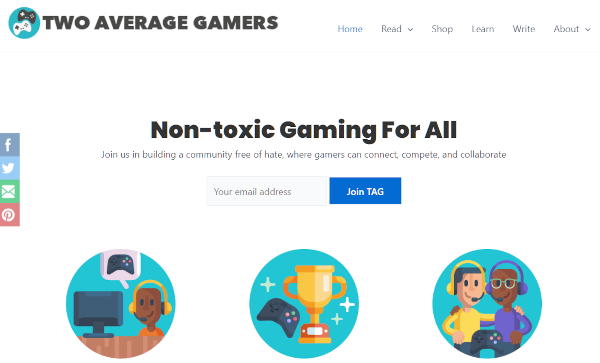 TWO AVERAGE GAMERS
Home Read Shop Learn Write About
Non-toxic Gaming For All
Join us in building a community free of hate, where gamers can connect, compete, and collaborate
Your email address
Join TAG